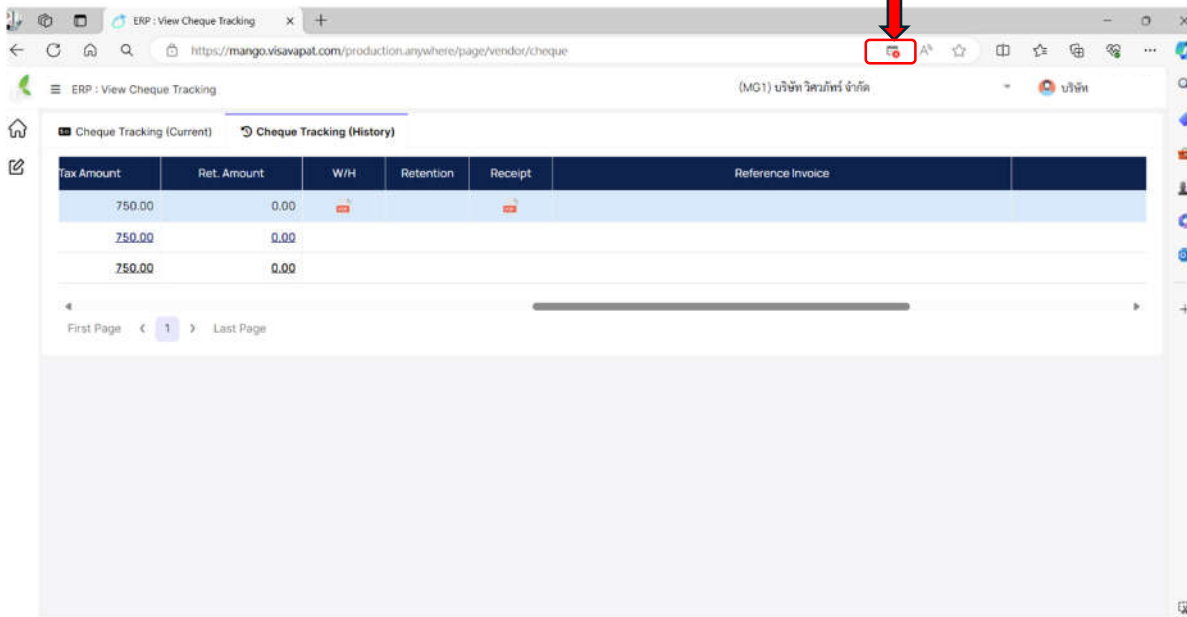 ERP : View Cheque Tracking
https://mango.visavapat.com/production.anywhere/page/vendor/cheque
ERP : View Cheque Tracking
(MG1) บริษัท วิศวภัทร์ จำกัด
บริษัท
Cheque Tracking (Current)
Cheque Tracking (History)
Tax Amount Ret. Amount W/H Retention Receipt Reference Invoice
750.00 0.00
750.00 0.00
750.00 0.00
First Page 1 Last Page